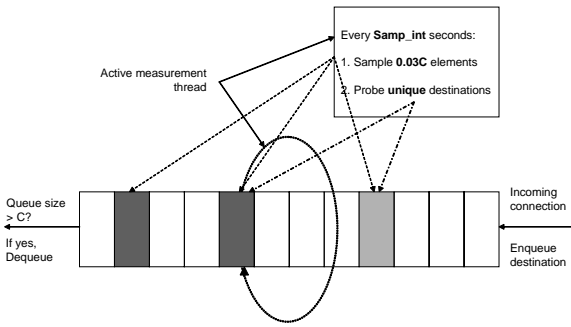 Every Samp_int seconds:
1. Sample 0.03C elements
2. Probe unique destinations
Active measurement
thread
Queue size
> C?
If yes,
Dequeue
Incoming
connection
Enqueue
destination